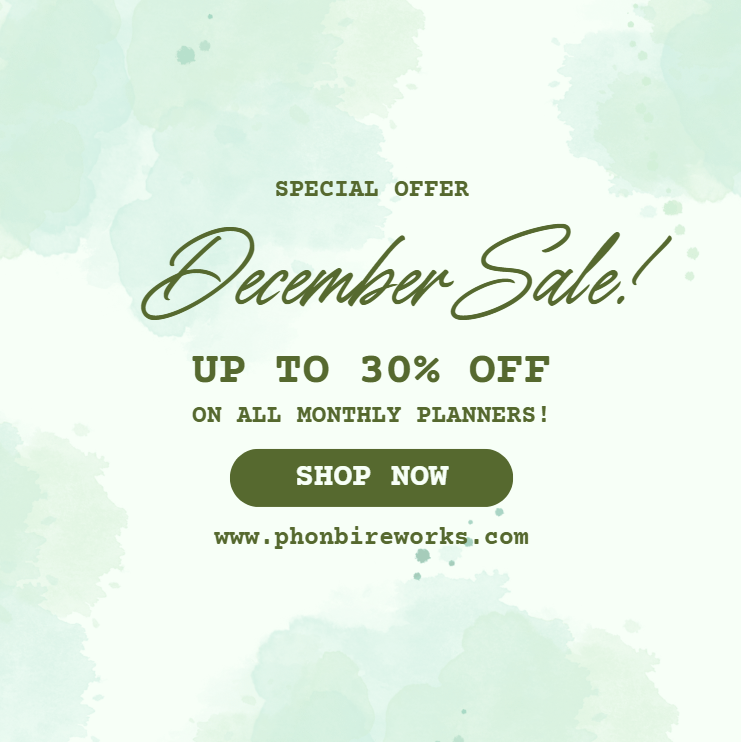 SPECIAL OFFER
December Sale!
UP TO 30% OFF
ON ALL MONTHLY PLANNERS!
SHOP NOW
www.phonbireworks.com